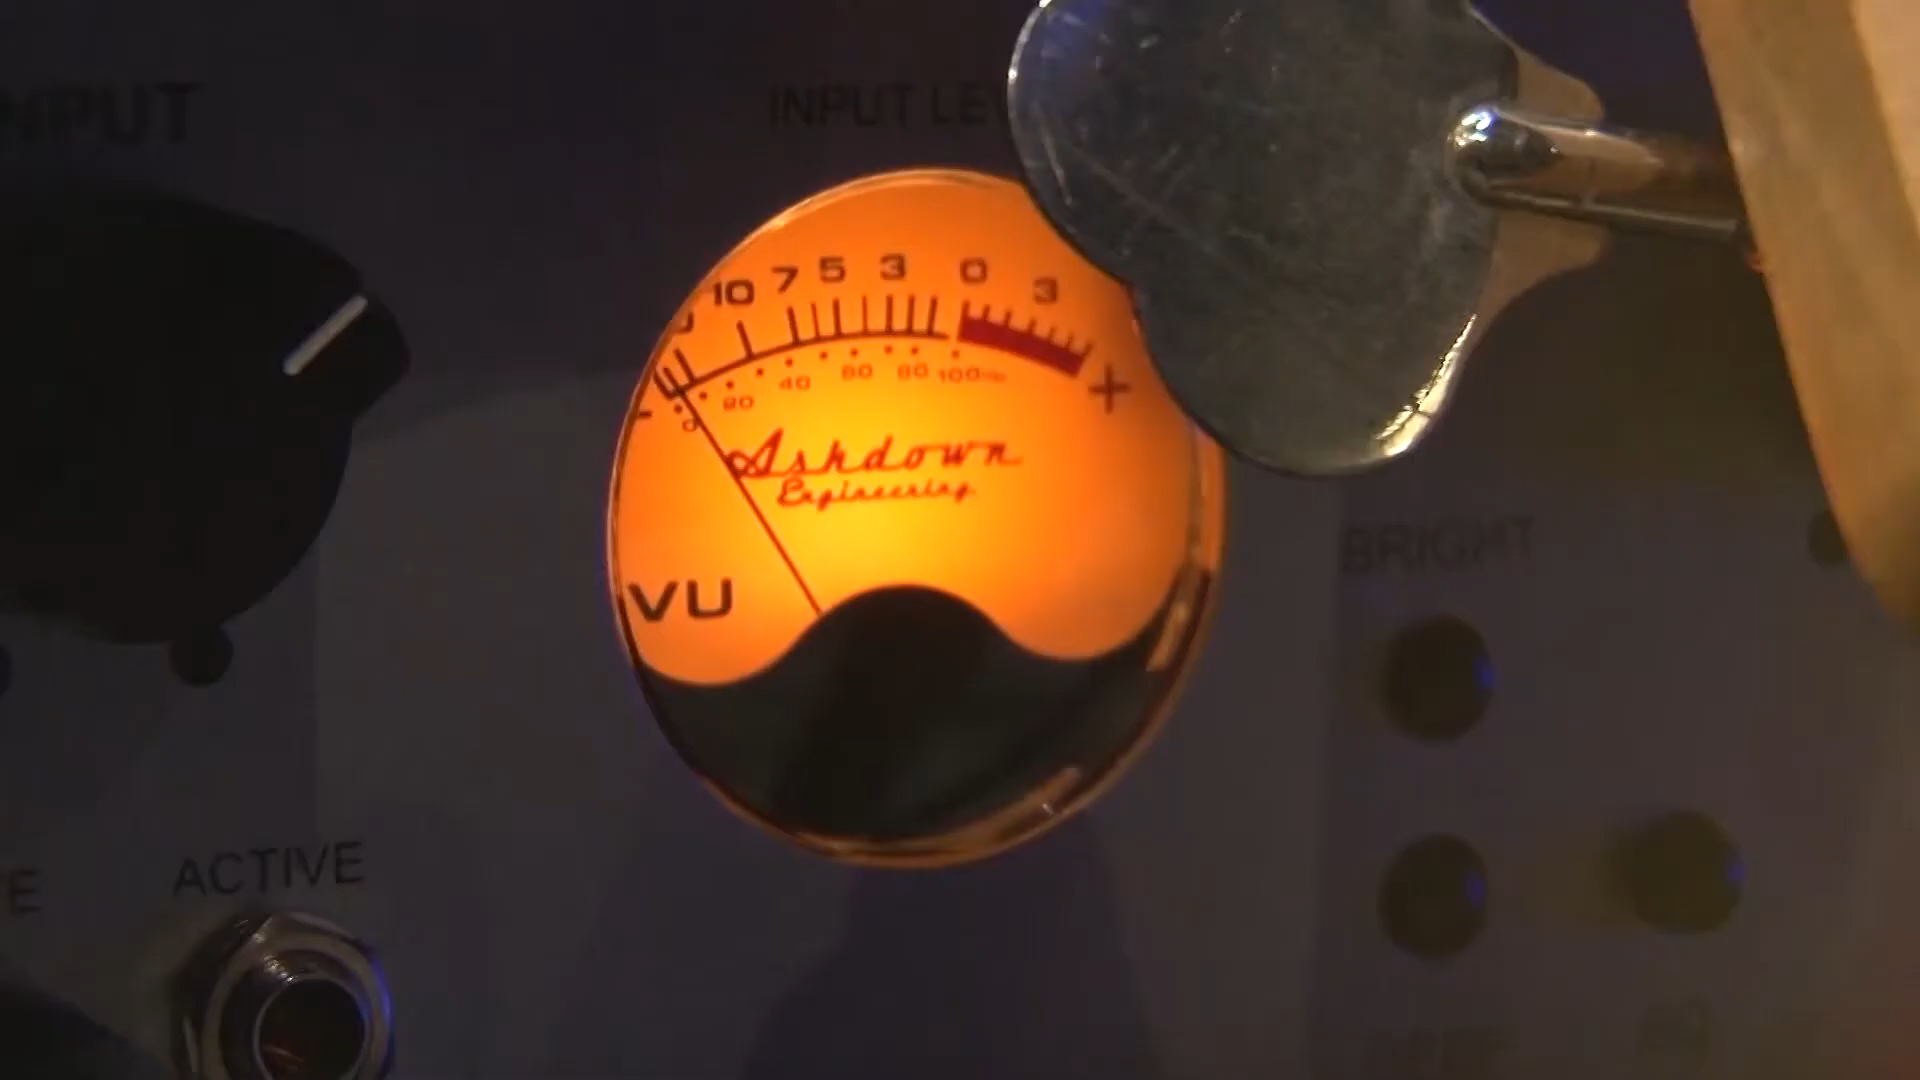 INPUT
INPUT LEV
10 7 5 3 0 3
- +
0 20 40 60 80 100%
Ashdown
Engineering
VU
BRIGHT
ACTIVE